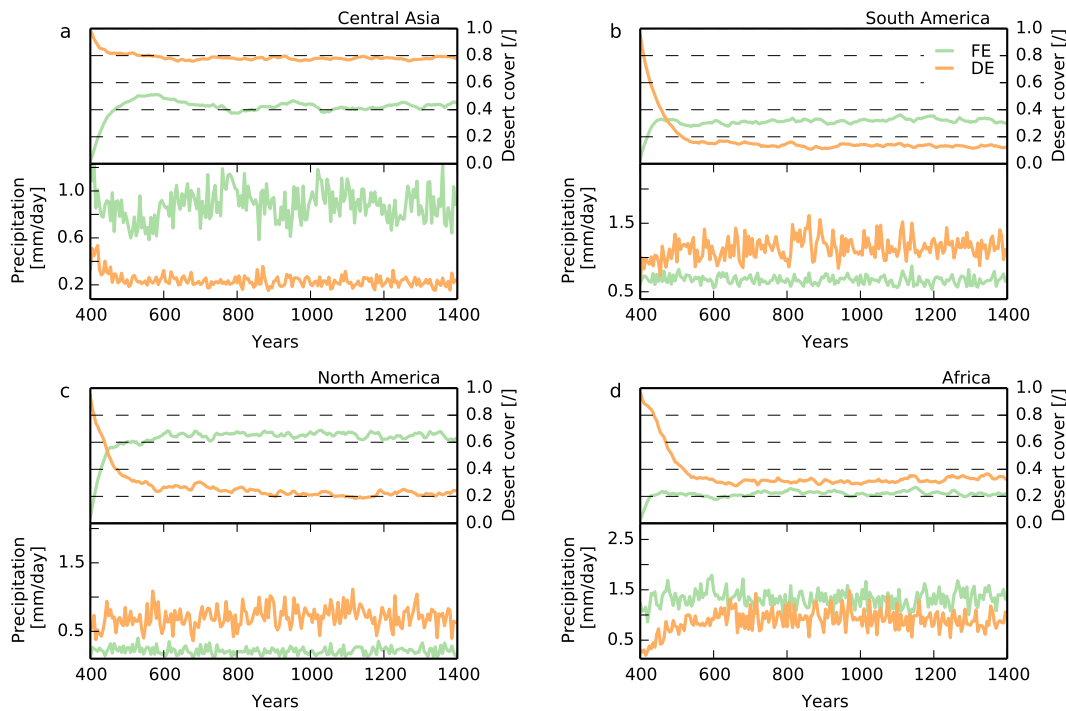 a
Central Asia
1.0
0.8
0.6
0.4
0.2
0.0
Desert cover [/]
1.0
0.6
0.2
Precipitation
[mm/day]
400 600 800 1000 1200 1400
Years
b
South America
FE
DE
1.0
0.8
0.6
0.4
0.2
0.0
Desert cover [/]
1.5
0.5
Precipitation
[mm/day]
400 600 800 1000 1200 1400
Years
c
North America
1.0
0.8
0.6
0.4
0.2
0.0
Desert cover [/]
1.5
0.5
Precipitation
[mm/day]
400 600 800 1000 1200 1400
Years
d
Africa
1.0
0.8
0.6
0.4
0.2
0.0
Desert cover [/]
2.5
1.5
0.5
Precipitation
[mm/day]
400 600 800 1000 1200 1400
Years